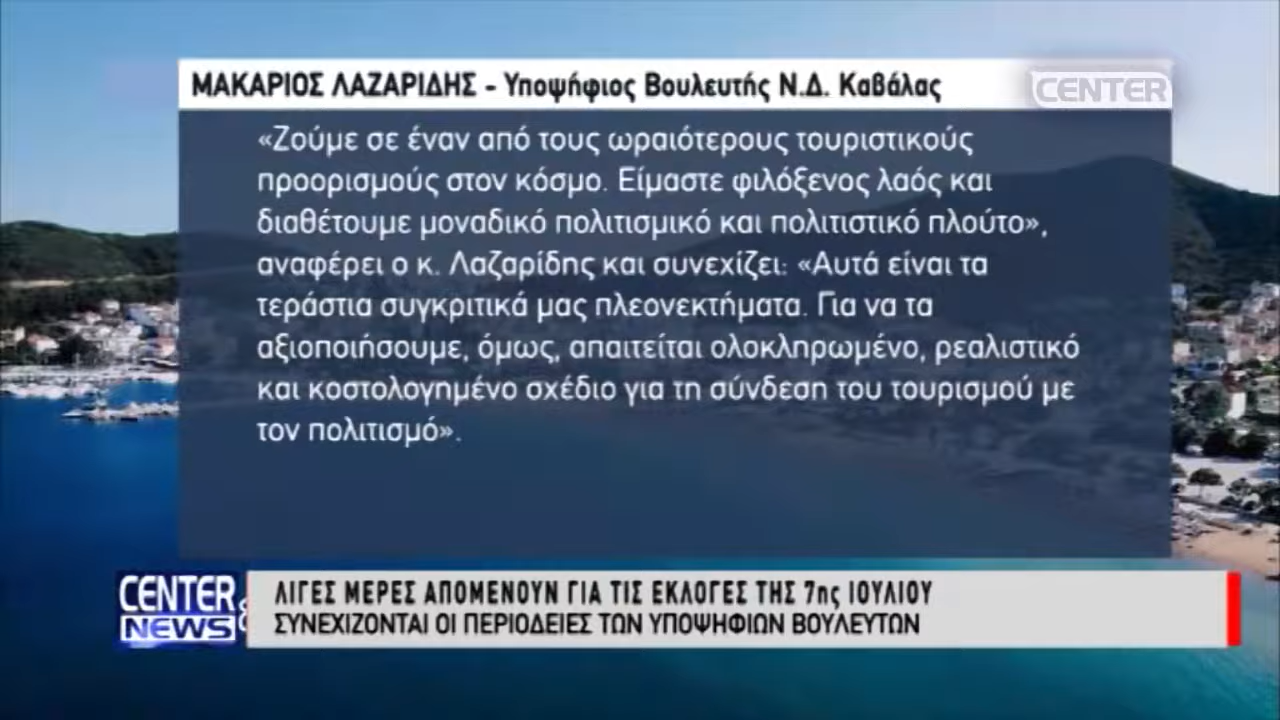 ΜΑΚΑΡΙΟΣ ΛΑΖΑΡΙΔΗΣ - Υποψήφιος Βουλευτής Ν.Δ. Καβάλας
CENTER
«Ζούμε σε έναν από τους ωραιότερους τουριστικούς
προορισμούς στον κόσμο. Είμαστε φιλόξενος λαός και
διαθέτουμε μοναδικό πολιτισμικό και πολιτιστικό πλούτο»,
αναφέρει ο κ. Λαζαρίδης και συνεχίζει: «Αυτά είναι τα
τεράστια συγκριτικά μας πλεονεκτήματα. Για να τα
αξιοποιήσουμε, όμως, απαιτείται ολοκληρωμένο, ρεαλιστικό
και κοστολογημένο σχέδιο για τη σύνδεση του τουρισμού με
τον πολιτισμό».
CENTER
NEWS
ΛΙΓΕΣ ΜΕΡΕΣ ΑΠΟΜΕΝΟΥΝ ΓΙΑ ΤΙΣ ΕΚΛΟΓΕΣ ΤΗΣ 7ης ΙΟΥΛΙΟΥ
ΣΥΝΕΧΙΖΟΝΤΑΙ ΟΙ ΠΕΡΙΟΔΕΙΕΣ ΤΩΝ ΥΠΟΨΗΦΙΩΝ ΒΟΥΛΕΥΤΩΝ